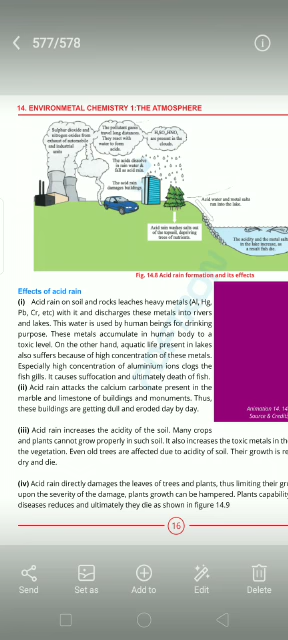 577/578
14. ENVIRONMETAL CHEMISTRY 1:THE ATMOSPHERE
Sulphur dioxide and
nitrogen oxides from
exhaust of automobile
and industrial
units
The pollutant gases
travel long distances.
They react with
water to form
acids.
H₂SO₄, HNO₃
are present in the
clouds.
The acids dissolve
in rain water &
fall as acid rain.
The acid rain
damages buildings
Acid water and metal salts
run into the lake.
Acid rain washes salts out
of the topsoil, depriving
trees of nutrients.
The acidity and the metal salts
in the lake increase, as
a result fish die.
Fig. 14.8 Acid rain formation and its effects
Effects of acid rain
(i) Acid rain on soil and rocks leaches heavy metals (Al, Hg,
Pb, Cr, etc) with it and discharges these metals into rivers
and lakes. This water is used by human beings for drinking
purpose. These metals accumulate in human body to a
toxic level. On the other hand, aquatic life present in lakes
also suffers because of high concentration of these metals.
Especially high concentration of aluminium ions clogs the
fish gills. It causes suffocation and ultimately death of fish.
(ii) Acid rain attacks the calcium carbonate present in the
marble and limestone of buildings and monuments. Thus,
these buildings are getting dull and eroded day by day.
Animation 14. 14
Source & Credit:
(iii) Acid rain increases the acidity of the soil. Many crops
and plants cannot grow properly in such soil. It also increases the toxic metals in the
the vegetation. Even old trees are affected due to acidity of soil. Their growth is re
dry and die.
(iv) Acid rain directly damages the leaves of trees and plants, thus limiting their gr
upon the severity of the damage, plants growth can be hampered. Plants capabilit
diseases reduces and ultimately they die as shown in figure 14.9
16
Send
Set as
Add to
Edit
Delete